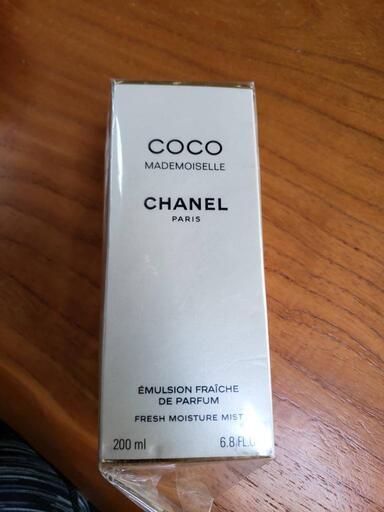 COCO
MADEMOISELLE
CHANEL
PARIS
ÉMULSION FRAÎCHE
DE PARFUM
FRESH MOISTURE MIST
200 ml 6.8 FL.